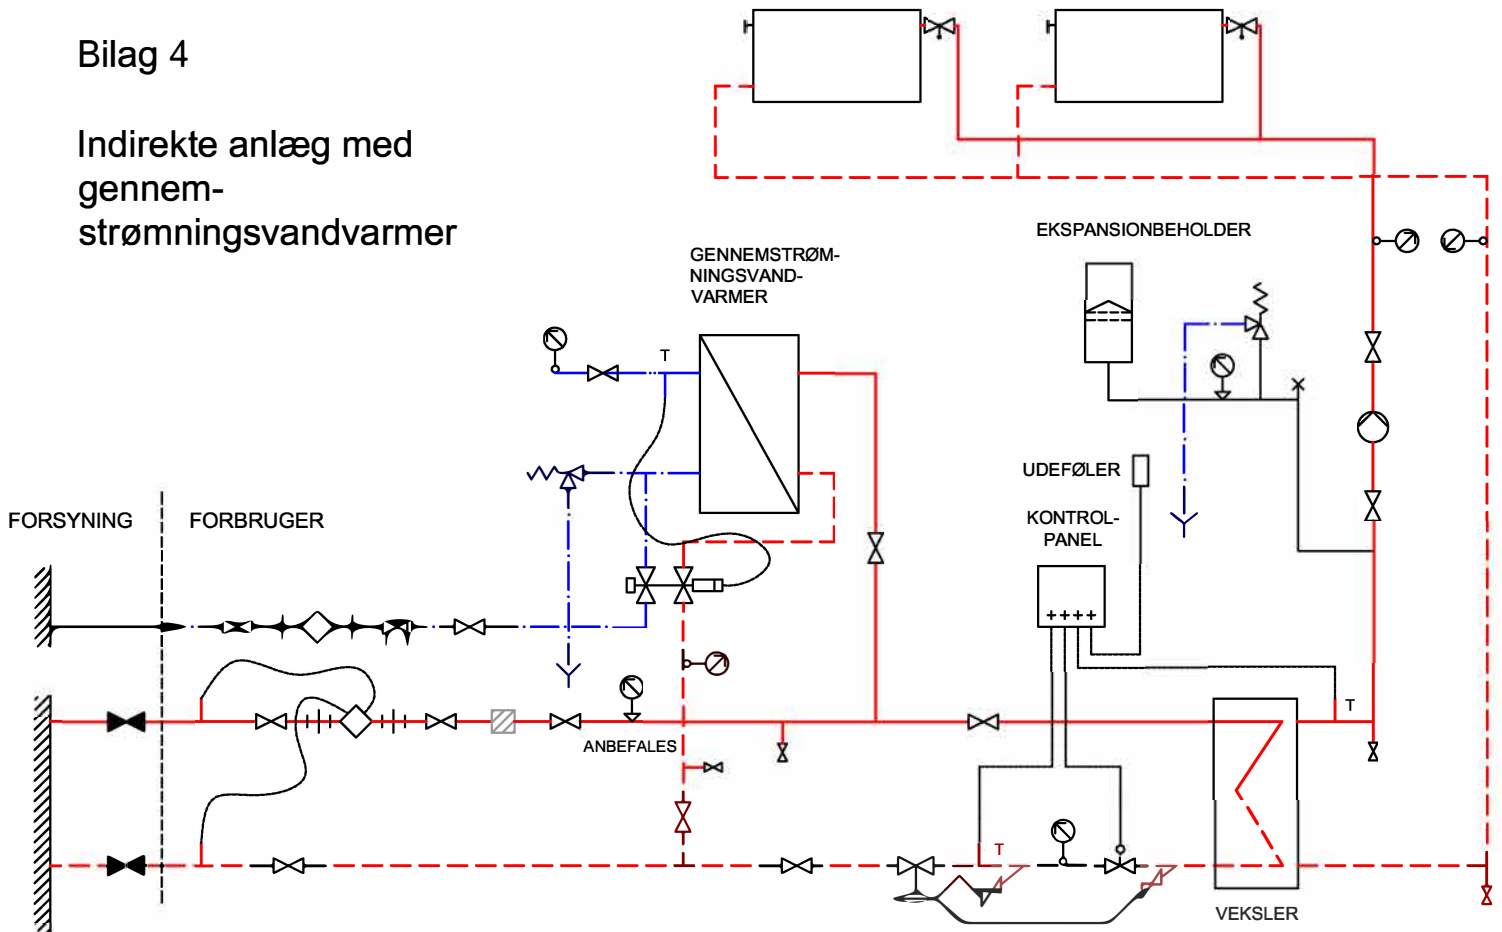 Bilag 4
Indirekte anlæg med
gennem-
strømningsvandvarmer
EKSPANSIONBEHOLDER
GENNEMSTRØM-
NINGSVAND-
VARMER
T
UDEFØLER
KONTROL-
PANEL
FORSYNING
FORBRUGER
T
ANBEFALES
T
VEKSLER